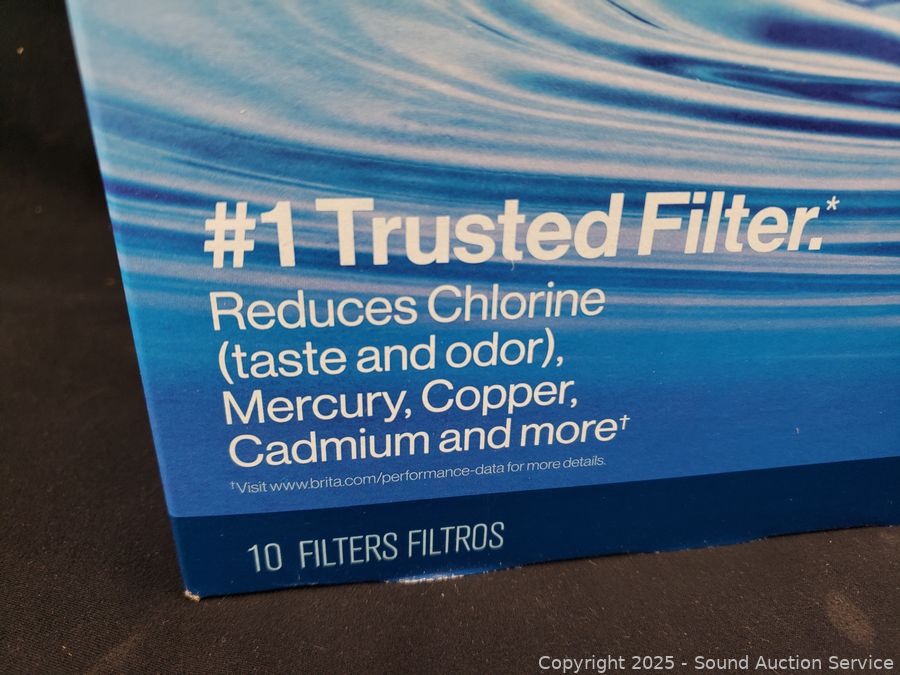 #1 Trusted Filter.*
Reduces Chlorine
(taste and odor),
Mercury, Copper,
Cadmium and more†
†Visit www.brita.com/performance-data for more details.
10 FILTERS FILTROS
Copyright 2025 - Sound Auction Service